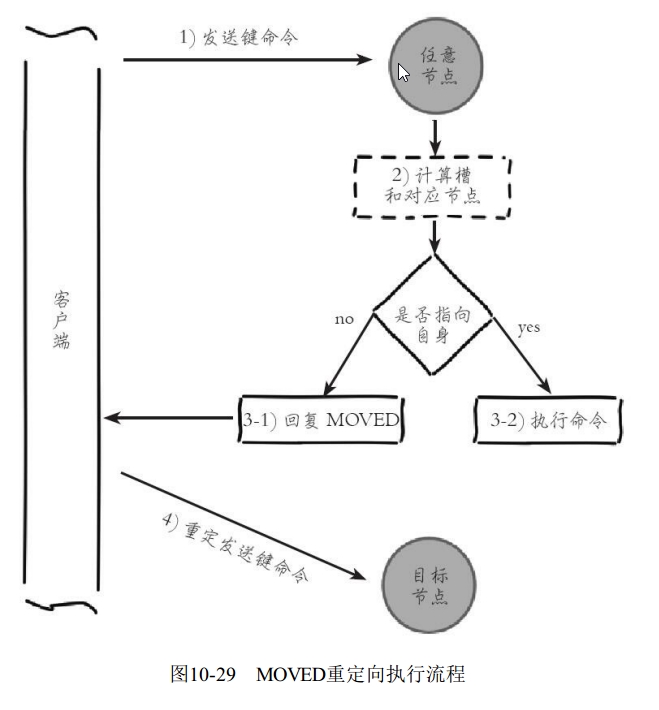 1) 发送键命令
任意
节点
2) 计算槽
和对应节点
客
户
端
是否指向
自身
no
yes
3-1) 回复 MOVED
3-2) 执行命令
4) 重定发送键命令
目标
节点
图10-29 MOVED重定向执行流程